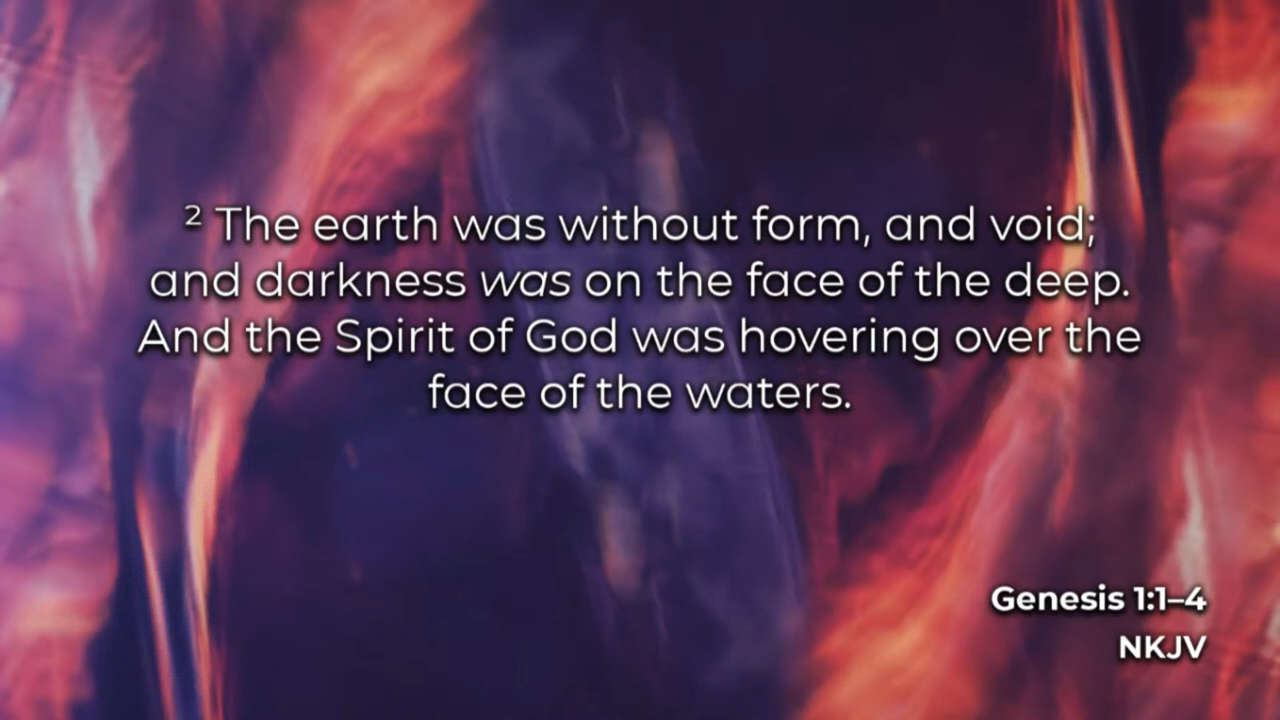 ² The earth was without form, and void;
and darkness was on the face of the deep.
And the Spirit of God was hovering over the
face of the waters.
Genesis 1:1–4
NKJV